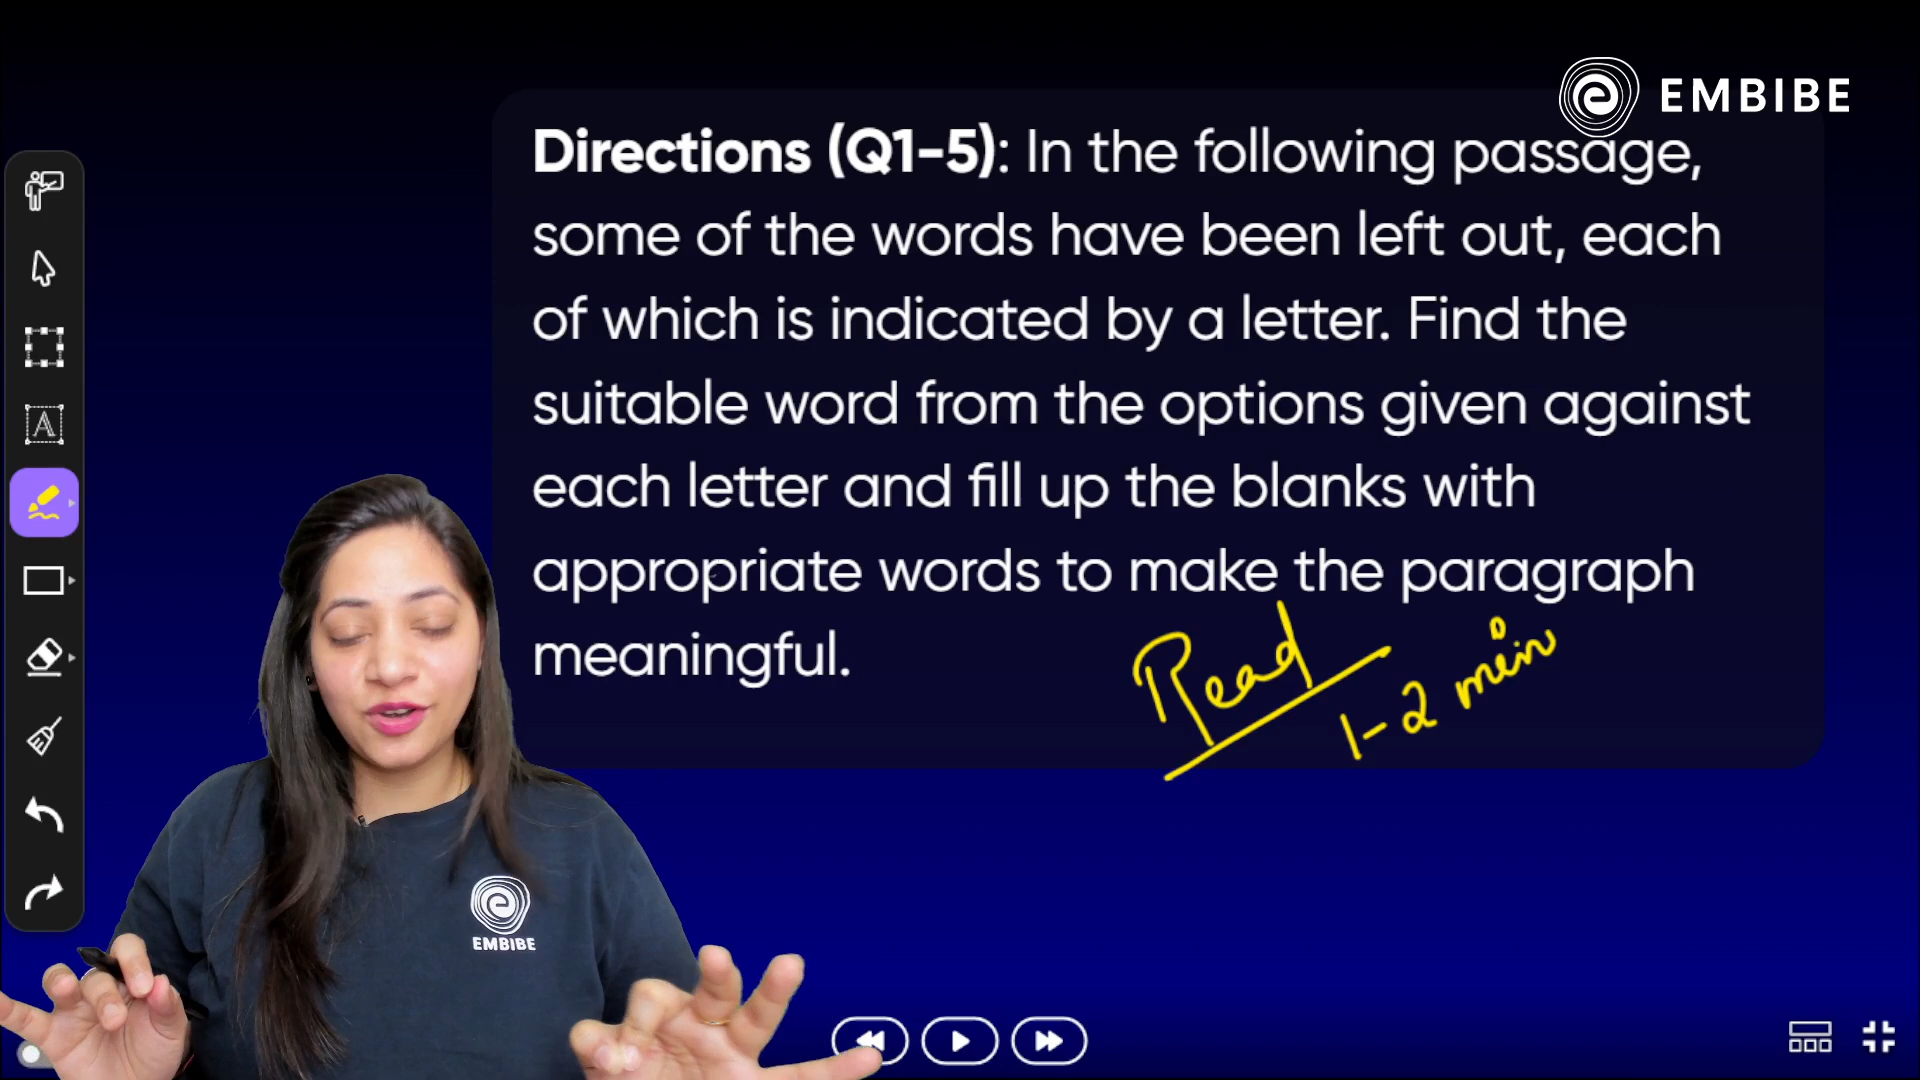 EMBIBE
Directions (Q1-5): In the following passage,
some of the words have been left out, each
of which is indicated by a letter. Find the
suitable word from the options given against
each letter and fill up the blanks with
appropriate words to make the paragraph
meaningful.
Read
1-2 min
EMBIBE